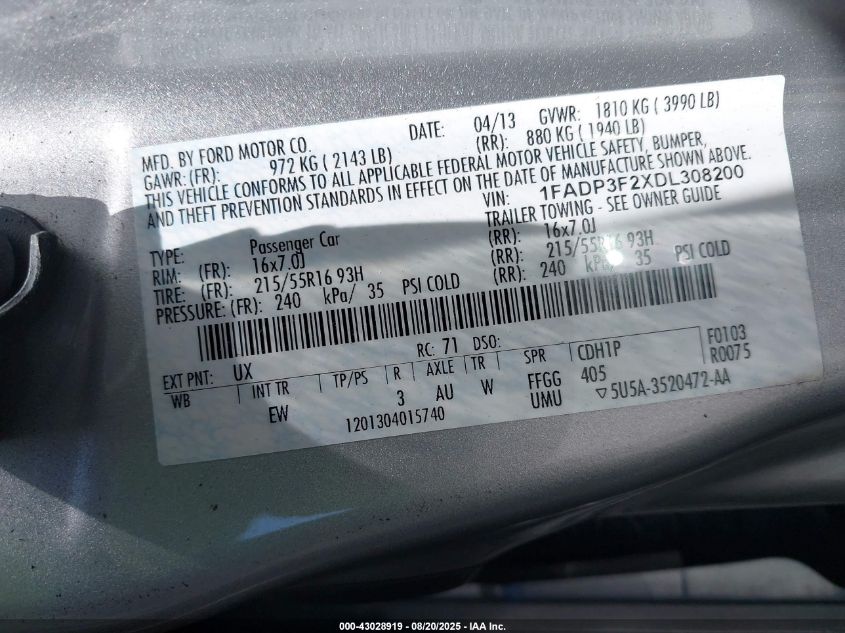 MFD. BY FORD MOTOR CO.
DATE: 04/13 GVWR: 1810 KG ( 3990 LB)
GAWR: (FR): 972 KG ( 2143 LB) (RR): 880 KG ( 1940 LB)
THIS VEHICLE CONFORMS TO ALL APPLICABLE FEDERAL MOTOR VEHICLE SAFETY, BUMPER,
AND THEFT PREVENTION STANDARDS IN EFFECT ON THE DATE OF MANUFACTURE SHOWN ABOVE.
VIN: 1FADP3F2XDL308200
TYPE: Passenger Car TRAILER TOWING - SEE OWNER GUIDE
RIM: (FR): 16x7.0J (RR): 16x7.0J
TIRE: (FR): 215/55R16 93H (RR): 215/55R16 93H
PRESSURE: (FR): 240 kPa/ 35 PSI COLD (RR): 240 kPa/ 35 PSI COLD
RC: 71 DSO:
EXT PNT: UX
WB INT TR TP/PS R AXLE TR SPR CDH1P F0103
EW 3 AU W FFGG 405 R0075
UMU ▽5U5A-3520472-AA
1201304015740
000-43028919 - 08/20/2025 - IAA Inc.